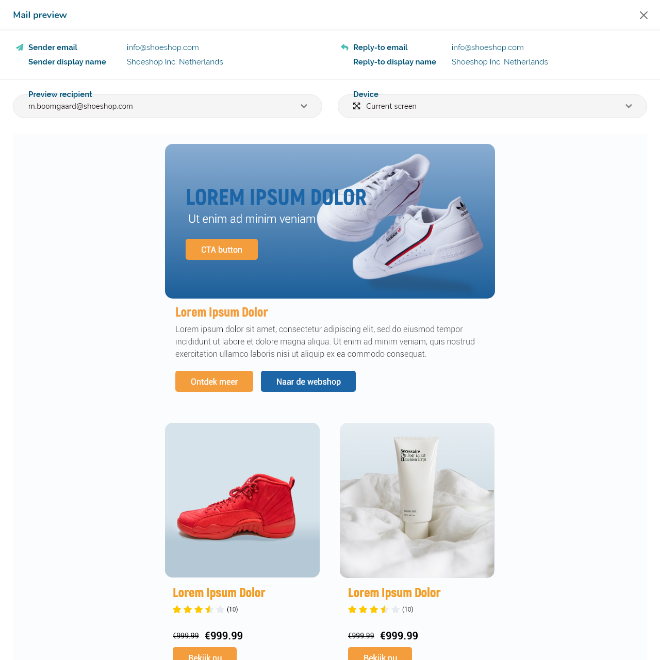 Mail preview
Sender email info@shoeshop.com
Sender display name Shoeshop Inc. Netherlands
Reply-to email info@shoeshop.com
Reply-to display name Shoeshop Inc. Netherlands
Preview recipient
m.boomgaard@shoeshop.com
Device
Current screen
LOREM IPSUM DOLOR
Ut enim ad minim veniam
CTA button
Lorem Ipsum Dolor
Lorem ipsum dolor sit amet, consectetur adipiscing elit, sed do eiusmod tempor
incididunt ut labore et dolore magna aliqua. Ut enim ad minim veniam, quis nostrud
exercitation ullamco laboris nisi ut aliquip ex ea commodo consequat.
Ontdek meer
Naar de webshop
Nécessaire
Lorem Ipsum Dolor
(10)
€999.99 €999.99
Bekijk nu
Lorem Ipsum Dolor
(10)
€999.99 €999.99
Bekijk nu